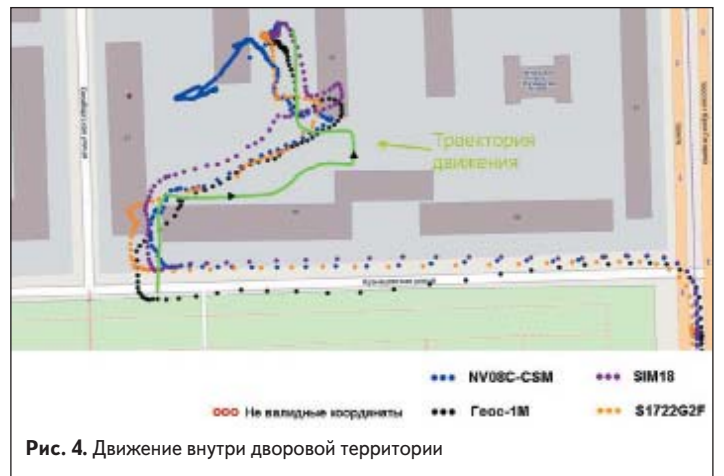 Траектория
движения
NV08C-CSM
SIM18
Не валидные координаты
Геос-1М
S1722G2F
Рис. 4. Движение внутри дворовой территории